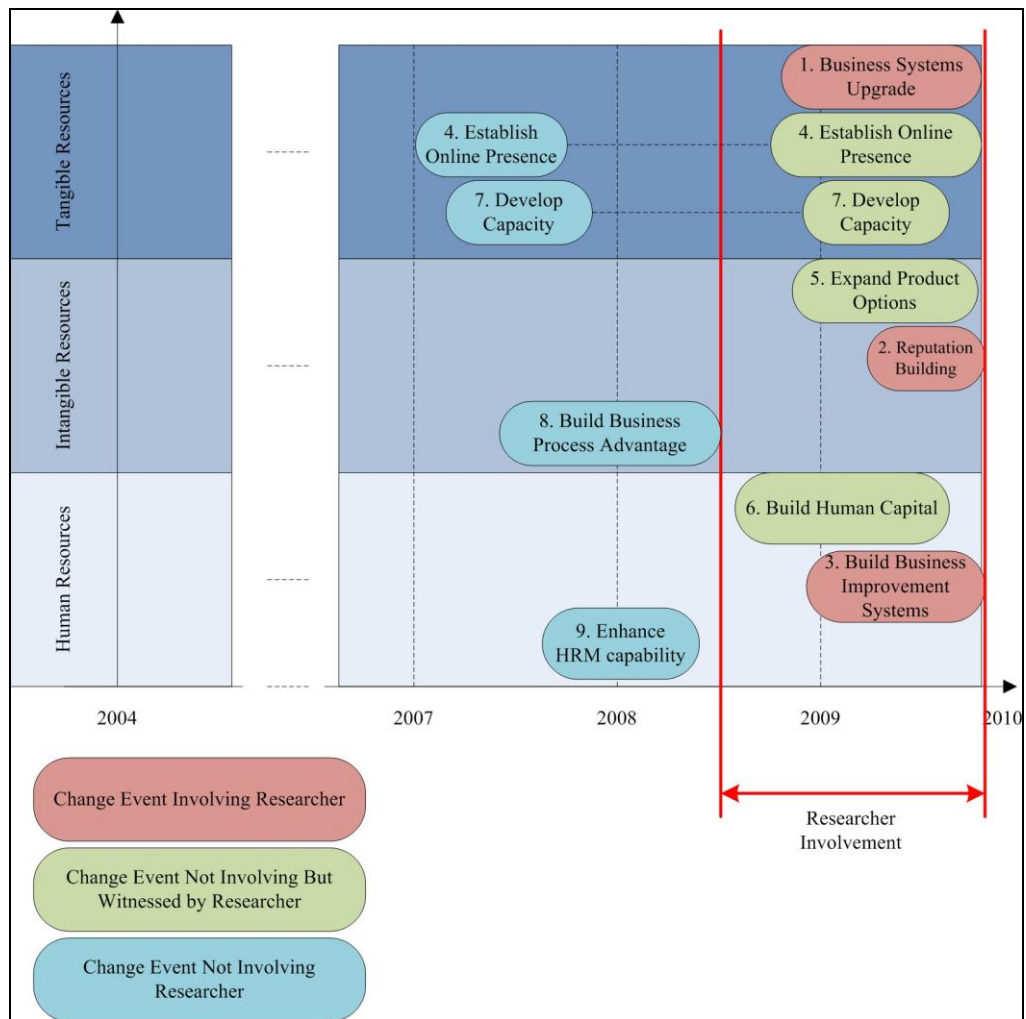 Tangible Resources
1. Business Systems
Upgrade
4. Establish
Online Presence
4. Establish Online
Presence
7. Develop
Capacity
7. Develop
Capacity
Intangible Resources
5. Expand Product
Options
2. Reputation
Building
8. Build Business
Process Advantage
Human Resources
6. Build Human Capital
3. Build Business
Improvement
Systems
9. Enhance
HRM capability
2004
2007
2008
2009
2010
Researcher
Involvement
Change Event Involving Researcher
Change Event Not Involving But
Witnessed by Researcher
Change Event Not Involving
Researcher